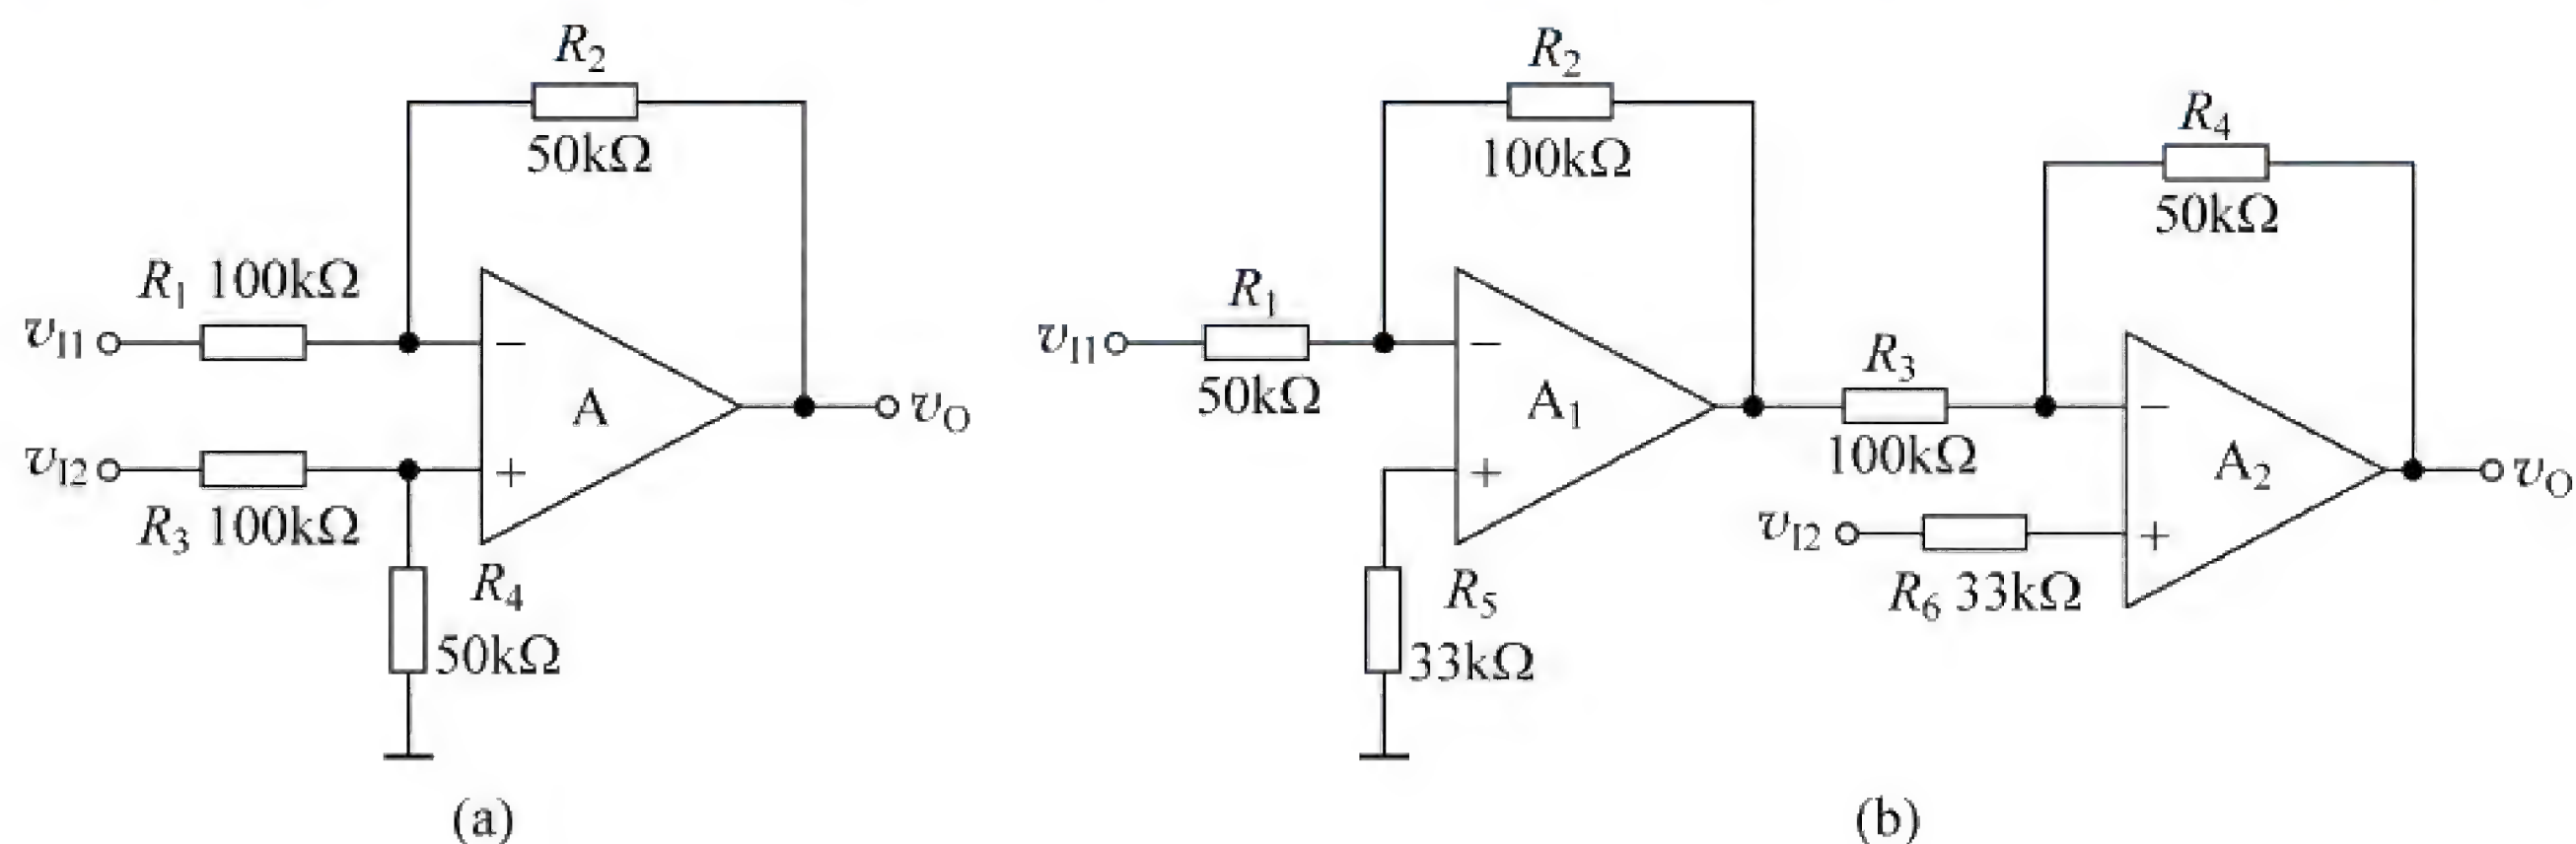 R2
50kΩ
R1 100kΩ
vI1
−
A
vO
vI2
+
R3 100kΩ
R4
50kΩ
(a)
R2
100kΩ
R4
50kΩ
R1
vI1
50kΩ
−
A1
+
R3
100kΩ
−
A2
vO
vI2
+
R6 33kΩ
R5
33kΩ
(b)